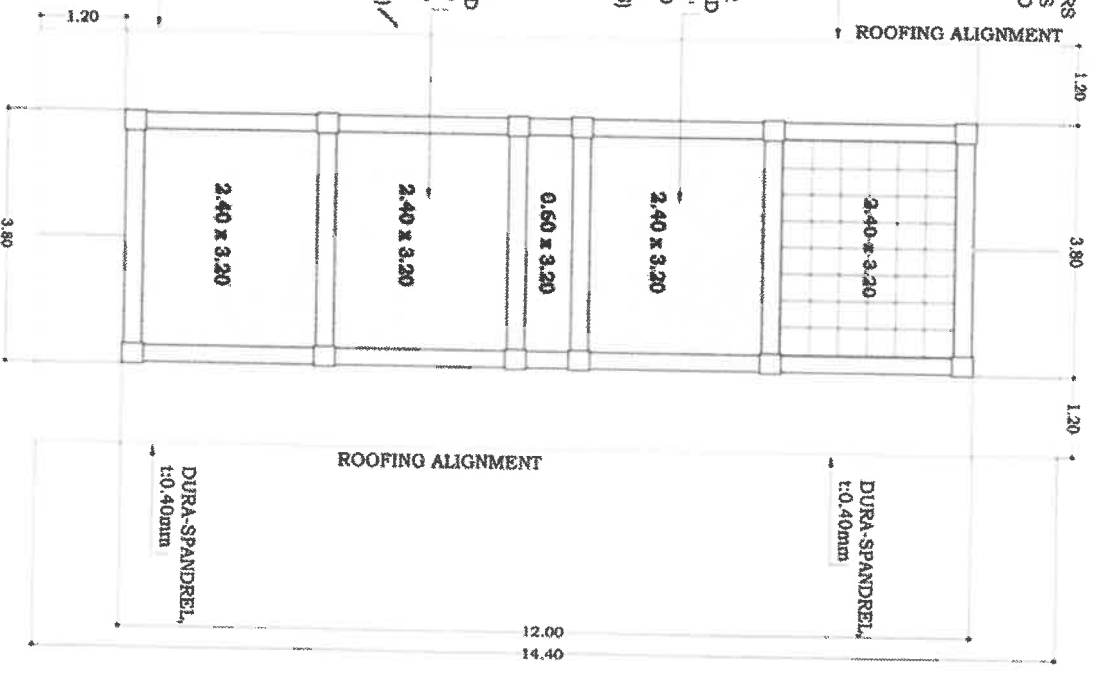 RS
S
D
D
D
ROOFING ALIGNMENT
1.20
1.20
3.80
3.80
1.20
2.40 x 3.20
2.40 x 3.20
0.60 x 3.20
2.40 x 3.20
2.40 x 3.20
ROOFING ALIGNMENT
DURA-SPANDREL,
t:0.40mm
DURA-SPANDREL,
t:0.40mm
12.00
14.40